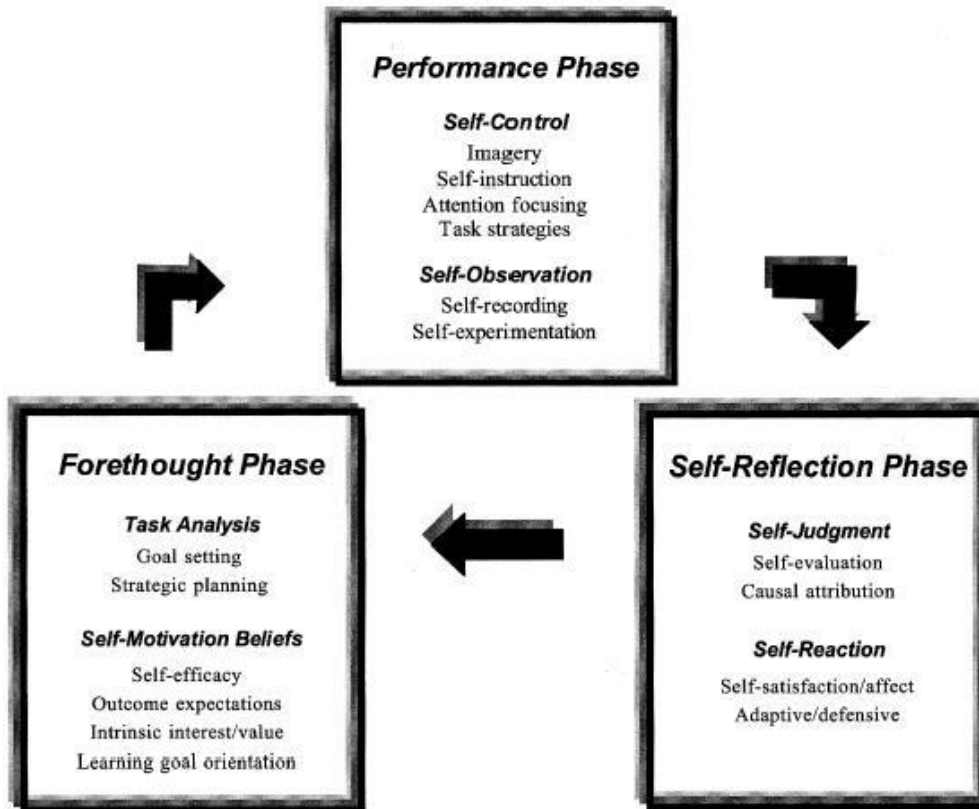 Performance Phase
Self-Control
Imagery
Self-instruction
Attention focusing
Task strategies
Self-Observation
Self-recording
Self-experimentation
Forethought Phase
Task Analysis
Goal setting
Strategic planning
Self-Motivation Beliefs
Self-efficacy
Outcome expectations
Intrinsic interest/value
Learning goal orientation
Self-Reflection Phase
Self-Judgment
Self-evaluation
Causal attribution
Self-Reaction
Self-satisfaction/affect
Adaptive/defensive